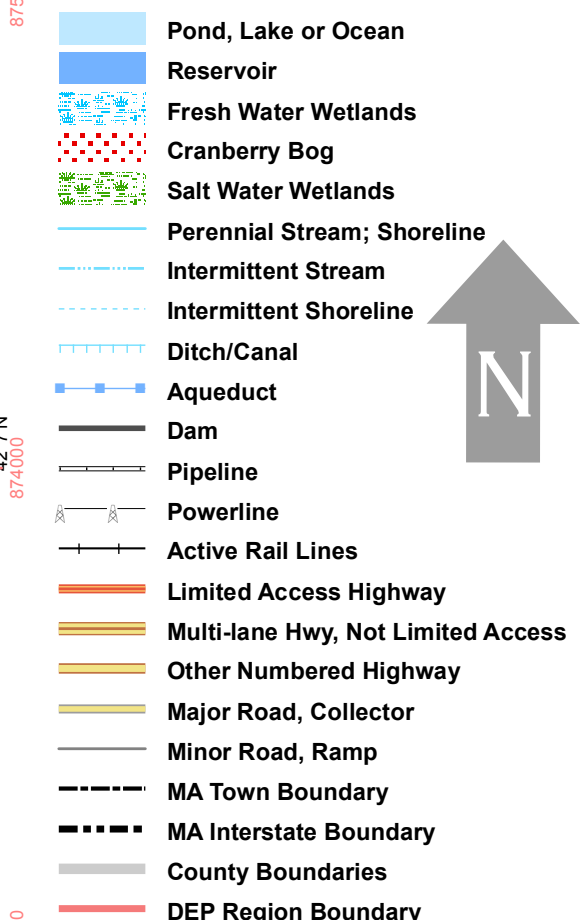 875
Pond, Lake or Ocean
Reservoir
Fresh Water Wetlands
Cranberry Bog
Salt Water Wetlands
Perennial Stream; Shoreline
Intermittent Stream
Intermittent Shoreline
N
Ditch/Canal
Aqueduct
Dam
874000
Pipeline
Powerline
Active Rail Lines
Limited Access Highway
Multi-lane Hwy, Not Limited Access
Other Numbered Highway
Major Road, Collector
Minor Road, Ramp
MA Town Boundary
MA Interstate Boundary
County Boundaries
DEP Region Boundary
0